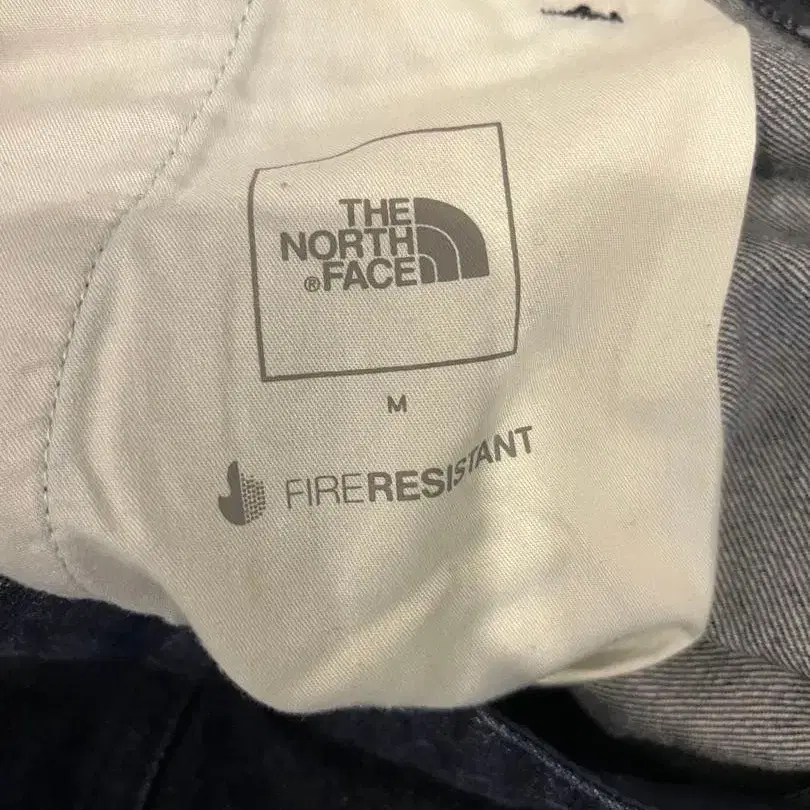 THE
NORTH
®FACE
M
FIRERESISTANT